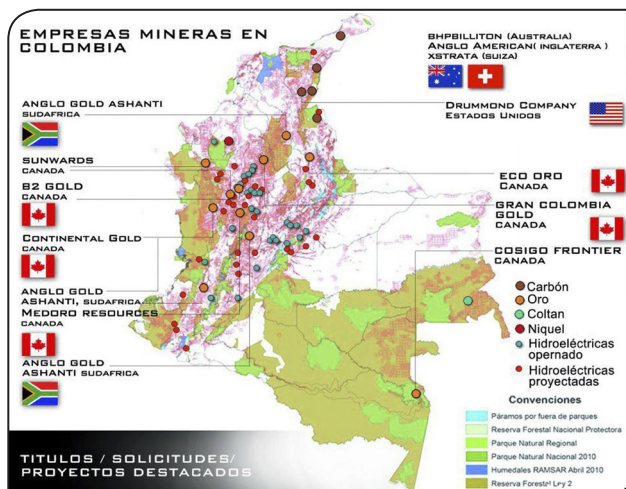 EMPRESAS MINERAS EN
COLOMBIA
BHPBILLITON (AUSTRALIA)
ANGLO AMERICAN( INGLATERRA )
XSTRATA (SUIZA)
ANGLO GOLD ASHANTI
SUDAFRICA
DRUMMOND COMPANY
ESTADOS UNIDOS
SUNWARDS
CANADA
B2 GOLD
CANADA
ECO ORO
CANADA
GRAN COLOMBIA
GOLD
CANADA
CONTINENTAL GOLD
CANADA
COSIGO FRONTIER
CANADA
ANGLO GOLD
ASHANTI, SUDAFRICA
MEDORO RESOURCES
CANADA
ANGLO GOLD
ASHANTI SUDAFRICA
Carbón
Oro
Coltan
Niquel
Hidroeléctricas
opernado
Hidroeléctricas
proyectadas
Convenciones
Páramos por fuera de parques
Reserva Forestal Nacional Protectora
Parque Natural Regional
Parque Natural Nacional 2010
Humedales RAMSAR Abril 2010
Reserva Forestal Ley 2
TITULOS / SOLICITUDES/
PROYECTOS DESTACADOS